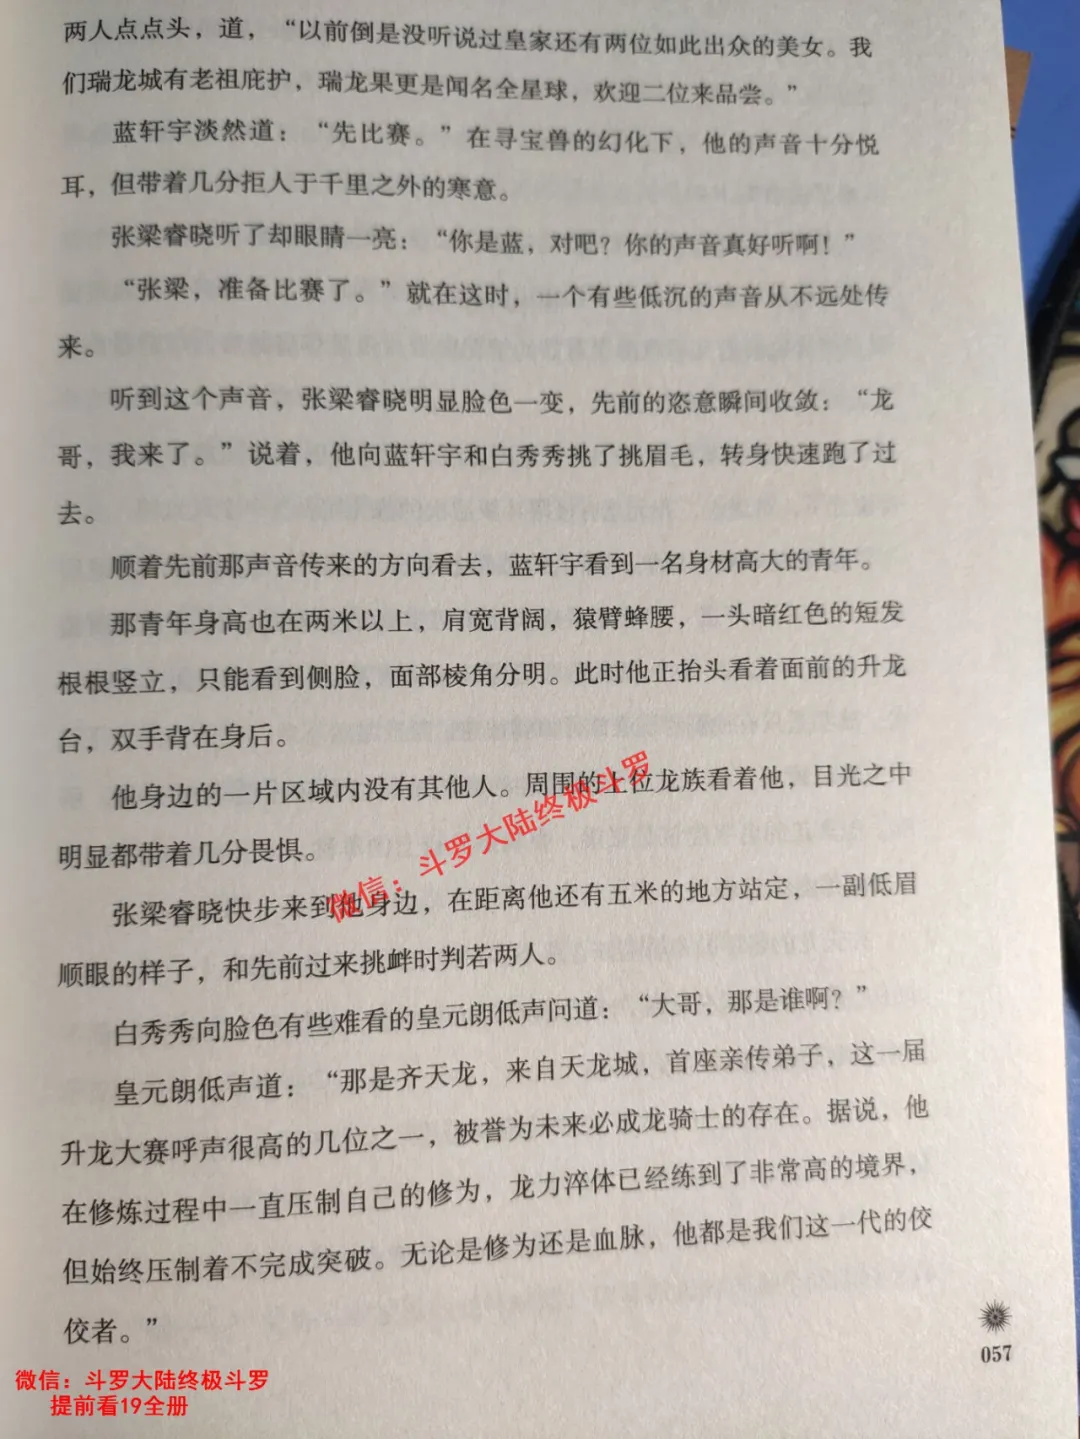 两人点点头，道，“以前倒是没听说过皇家还有两位如此出众的美女。我
们瑞龙城有老祖庇护，瑞龙果更是闻名全星球，欢迎二位来品尝。”
蓝轩宇淡然道：“先比赛。”在寻宝兽的幻化下，他的声音十分悦
耳，但带着几分拒人于千里之外的寒意。
张梁睿晓听了却眼睛一亮：“你是蓝，对吧？你的声音真好听啊！”
“张梁，准备比赛了。”就在这时，一个有些低沉的声音从不远处传
来。
听到这个声音，张梁睿晓明显脸色一变，先前的恣意瞬间收敛：“龙
哥，我来了。”说着，他向蓝轩宇和白秀秀挑了挑眉毛，转身快速跑了过
去。
顺着先前那声音传来的方向看去，蓝轩宇看到一名身材高大的青年。
那青年身高也在两米以上，肩宽背阔，猿臂蜂腰，一头暗红色的短发
根根竖立，只能看到侧脸，面部棱角分明。此时他正抬头看着面前的升龙
台，双手背在身后。
他身边的一片区域内没有其他人。周围的上位龙族看着他，目光之中
明显都带着几分畏惧。
张梁睿晓快步来到他身边，在距离他还有五米的地方站定，一副低眉
顺眼的样子，和先前过来挑衅时判若两人。
白秀秀向脸色有些难看的皇元朗低声问道：“大哥，那是谁啊？”
皇元朗低声道：“那是齐天龙，来自天龙城，首座亲传弟子，这一届
升龙大赛呼声很高的几位之一，被誉为未来必成龙骑士的存在。据说，他
在修炼过程中一直压制自己的修为，龙力淬体已经练到了非常高的境界，
但始终压制着不完成突破。无论是修为还是血脉，他都是我们这一代的佼
佼者。”
057
微信：斗罗大陆终极斗罗
微信：斗罗大陆终极斗罗
提前看19全册